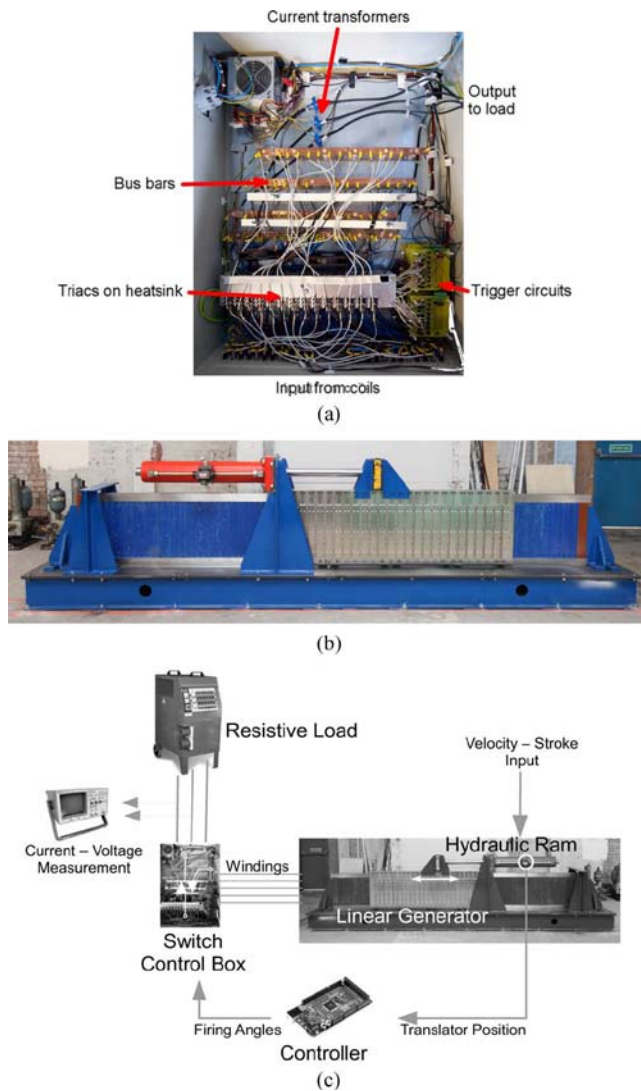 Current transformers
Output
to load
Bus bars
Triacs on heatsink
Trigger circuits
Input from coils
(a)
(b)
Resistive Load
Velocity – Stroke
Input
Current – Voltage
Measurement
Hydraulic Ram
Windings
Linear Generator
Switch
Control Box
Firing Angles
Translator Position
Controller
(c)